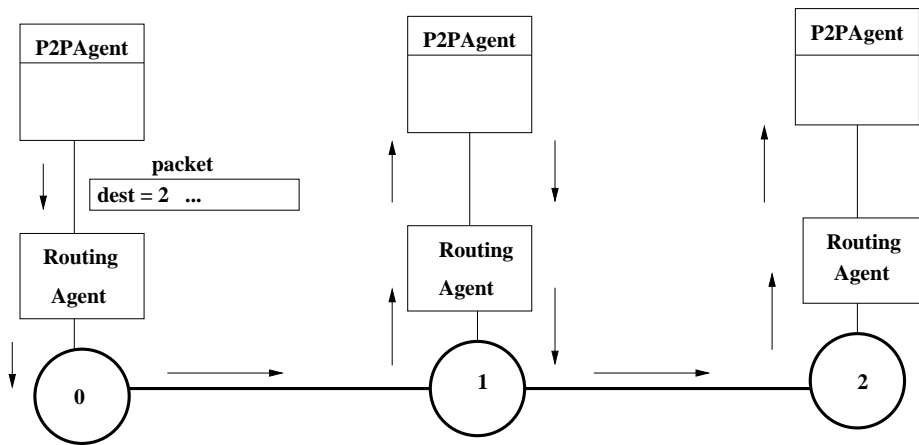 P2PAgent
P2PAgent
P2PAgent
packet
dest = 2 ...
Routing
Agent
Routing
Agent
Routing
Agent
0
1
2